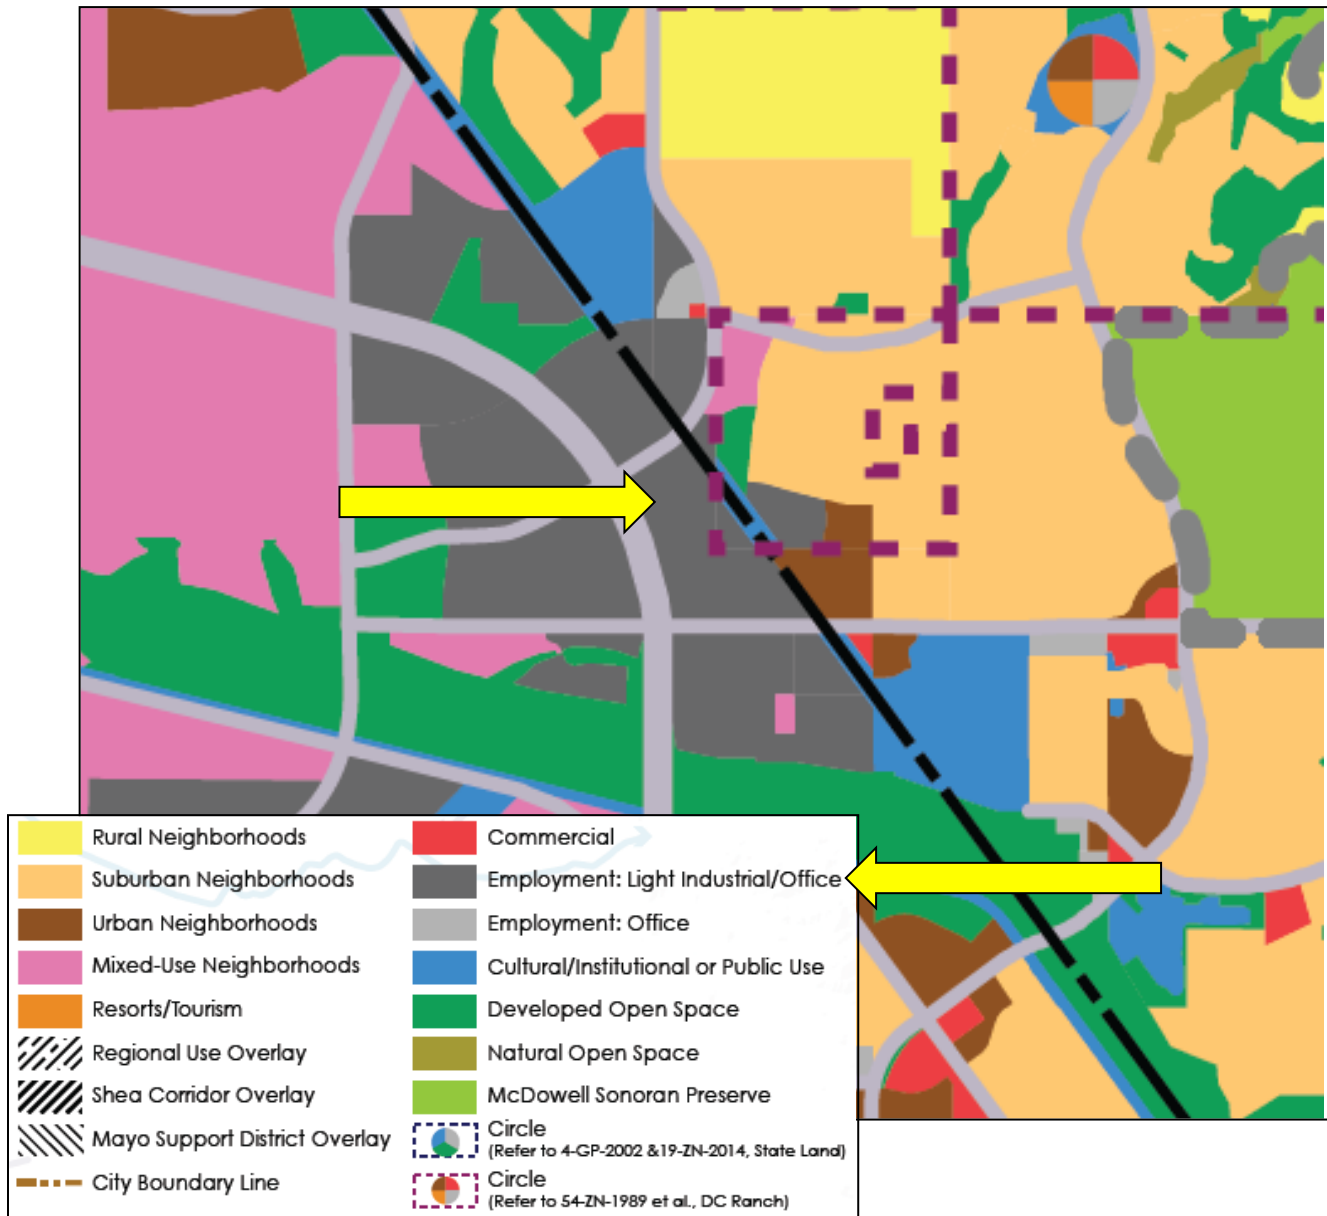 Rural Neighborhoods
Suburban Neighborhoods
Urban Neighborhoods
Mixed-Use Neighborhoods
Resorts/Tourism
Regional Use Overlay
Shea Corridor Overlay
Mayo Support District Overlay
City Boundary Line
Commercial
Employment: Light Industrial/Office
Employment: Office
Cultural/Institutional or Public Use
Developed Open Space
Natural Open Space
McDowell Sonoran Preserve
Circle
(Refer to 4-GP-2002 &19-ZN-2014, State Land)
Circle
(Refer to 54-ZN-1989 et al., DC Ranch)